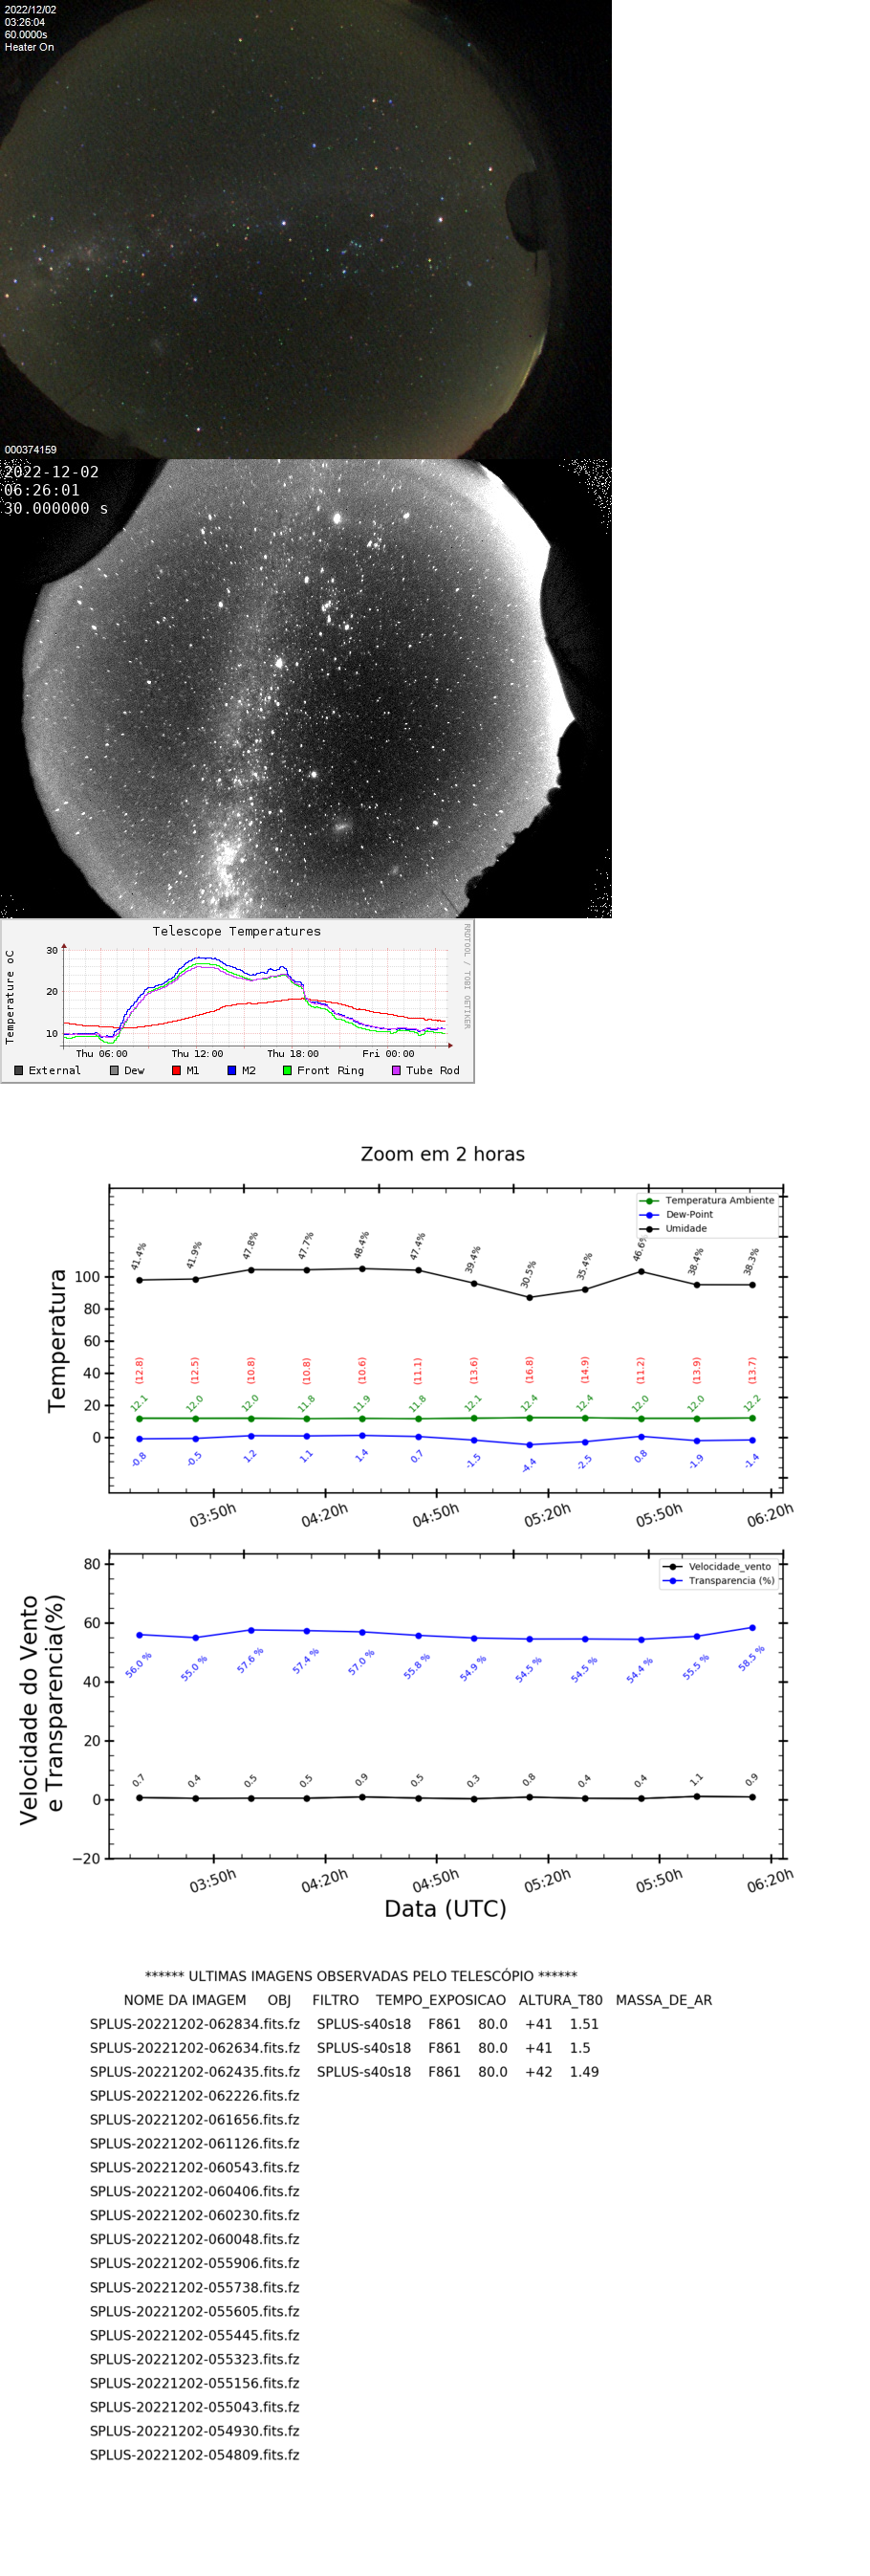 2022/12/02
03:26:04
60.0000s
Heater On
000374159
2022-12-02
06:26:01
30.000000 s
Telescope Temperatures
RRDTOOL / TOBI OETIKER
Temperature oC
30
20
10
Thu 06:00 Thu 12:00 Thu 18:00 Fri 00:00
External Dew M1 M2 Front Ring Tube Rod
Zoom em 2 horas
Temperatura Ambiente
Dew-Point
Umidade
Temperatura
100
80
60
40
20
0
41.4% 41.9% 47.8% 47.7% 48.4% 47.4% 39.4% 30.5% 35.4% 46.6% 38.4% 38.3%
(12.8) (12.5) (10.8) (10.8) (10.6) (11.1) (13.6) (16.8) (14.9) (11.2) (13.9) (13.7)
12.1 12.0 12.0 11.8 11.9 11.8 12.1 12.4 12.4 12.0 12.0 12.2
-0.8 -0.5 1.2 1.1 1.4 0.7 -1.5 -4.4 -2.5 0.8 -1.9 -1.4
03:50h 04:20h 04:50h 05:20h 05:50h 06:20h
Velocidade_vento
Transparencia (%)
Velocidade do Vento
e Transparencia(%)
80
60
40
20
0
−20
56.0 % 55.0 % 57.6 % 57.4 % 57.0 % 55.8 % 54.9 % 54.5 % 54.5 % 54.4 % 55.5 % 58.5 %
0.7 0.4 0.5 0.5 0.9 0.5 0.3 0.8 0.4 0.4 1.1 0.9
03:50h 04:20h 04:50h 05:20h 05:50h 06:20h
Data (UTC)
****** ULTIMAS IMAGENS OBSERVADAS PELO TELESCÓPIO ******
NOME DA IMAGEM OBJ FILTRO TEMPO_EXPOSICAO ALTURA_T80 MASSA_DE_AR
SPLUS-20221202-062834.fits.fz SPLUS-s40s18 F861 80.0 +41 1.51
SPLUS-20221202-062634.fits.fz SPLUS-s40s18 F861 80.0 +41 1.5
SPLUS-20221202-062435.fits.fz SPLUS-s40s18 F861 80.0 +42 1.49
SPLUS-20221202-062226.fits.fz
SPLUS-20221202-061656.fits.fz
SPLUS-20221202-061126.fits.fz
SPLUS-20221202-060543.fits.fz
SPLUS-20221202-060406.fits.fz
SPLUS-20221202-060230.fits.fz
SPLUS-20221202-060048.fits.fz
SPLUS-20221202-055906.fits.fz
SPLUS-20221202-055738.fits.fz
SPLUS-20221202-055605.fits.fz
SPLUS-20221202-055445.fits.fz
SPLUS-20221202-055323.fits.fz
SPLUS-20221202-055156.fits.fz
SPLUS-20221202-055043.fits.fz
SPLUS-20221202-054930.fits.fz
SPLUS-20221202-054809.fits.fz